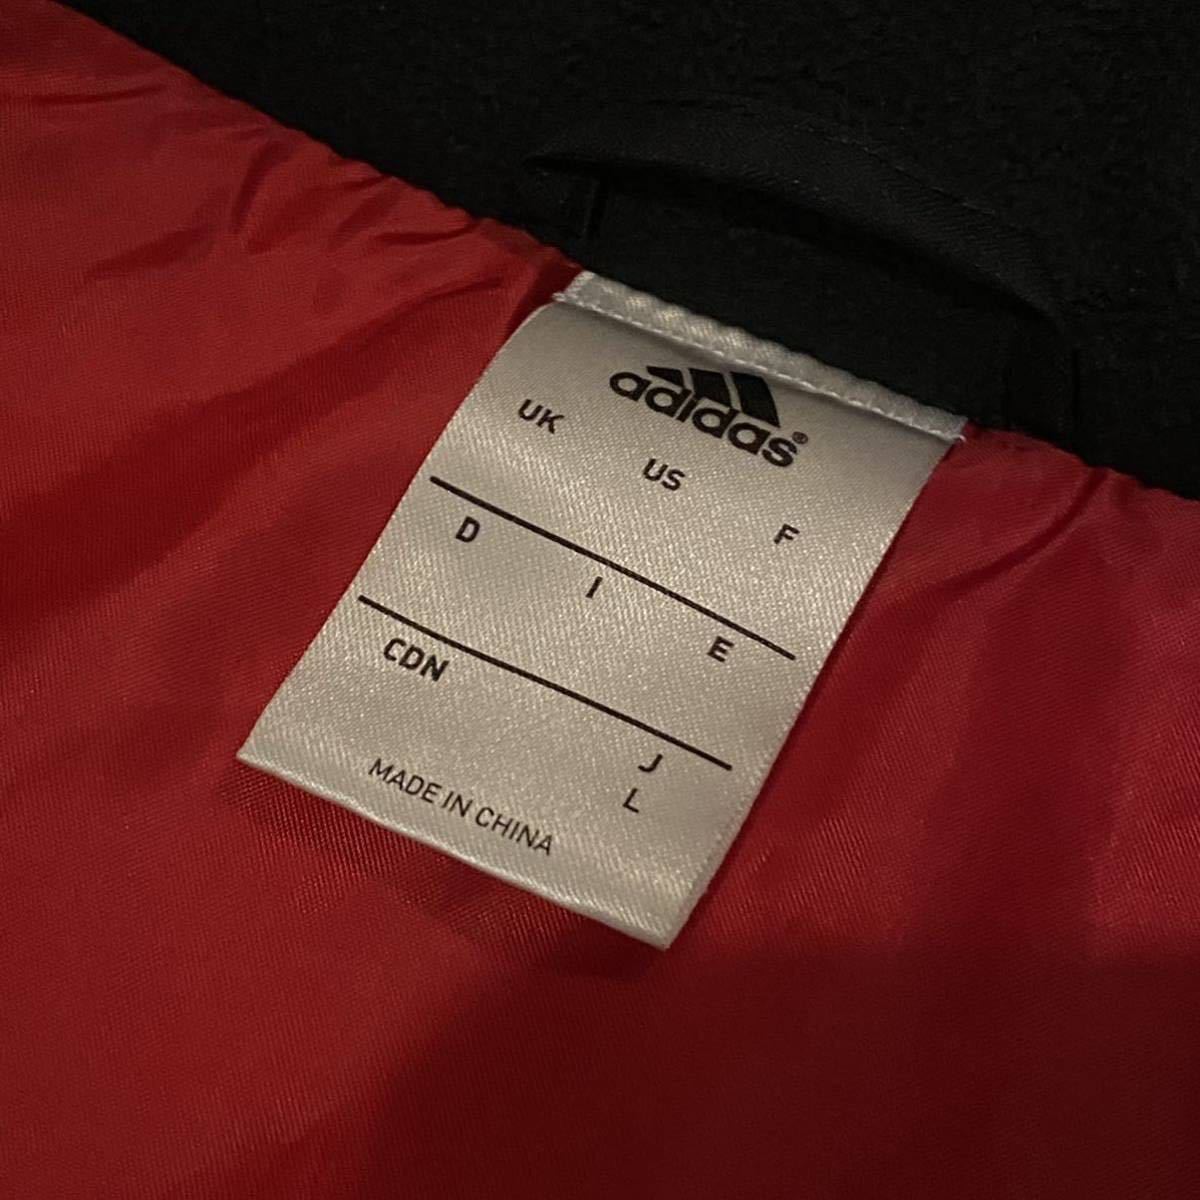 adidas®
UK US F
D I E
CDN J
L
MADE IN CHINA